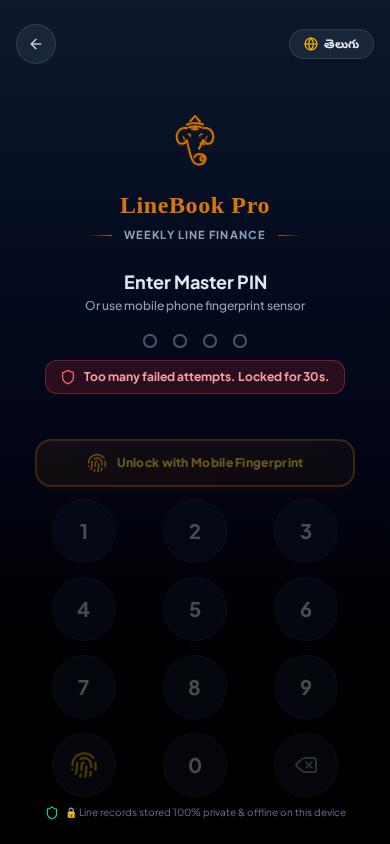 తెలుగు
LineBook Pro
WEEKLY LINE FINANCE
Enter Master PIN
Or use mobile phone fingerprint sensor
Too many failed attempts. Locked for 30s.
Unlock with Mobile Fingerprint
1 2 3
4 5 6
7 8 9
0
🔒 Line records stored 100% private & offline on this device